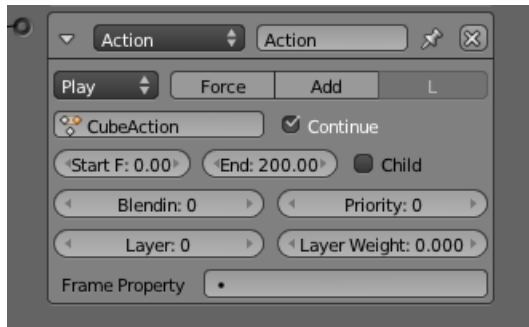 Action Action
Play Force Add L
CubeAction Continue
Start F: 0.00 End: 200.00 Child
Blendin: 0 Priority: 0
Layer: 0 Layer Weight: 0.000
Frame Property